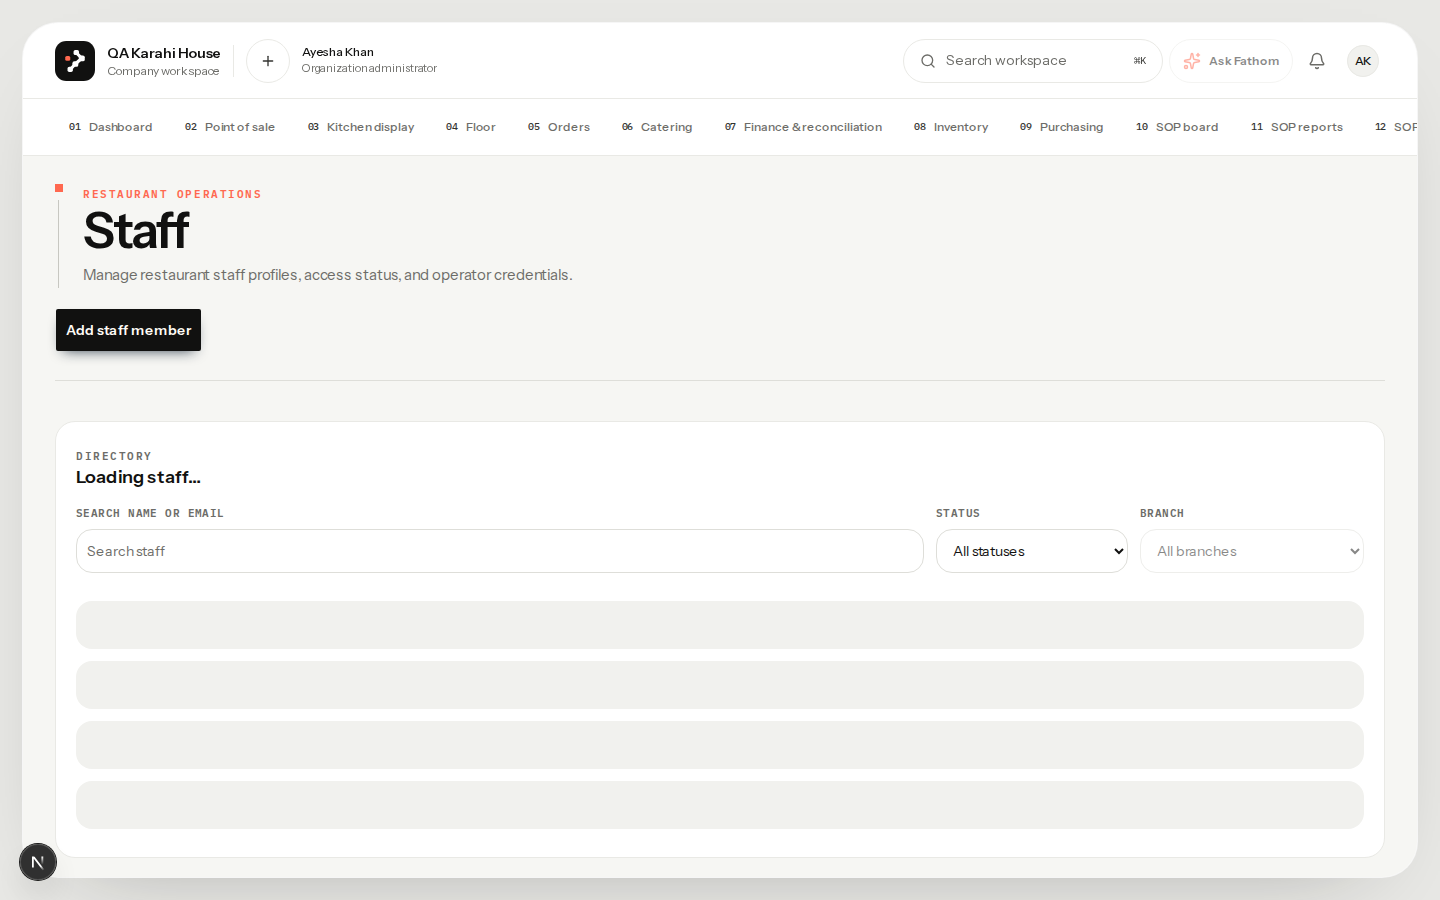 QA Karahi House
Company workspace
Ayesha Khan
Organization administrator
Search workspace ⌘K
Ask Fathom
AK
01 Dashboard
02 Point of sale
03 Kitchen display
04 Floor
05 Orders
06 Catering
07 Finance & reconciliation
08 Inventory
09 Purchasing
10 SOP board
11 SOP reports
12 SOP
RESTAURANT OPERATIONS
Staff
Manage restaurant staff profiles, access status, and operator credentials.
Add staff member
DIRECTORY
Loading staff...
SEARCH NAME OR EMAIL
STATUS
BRANCH
Search staff
All statuses
All branches
N